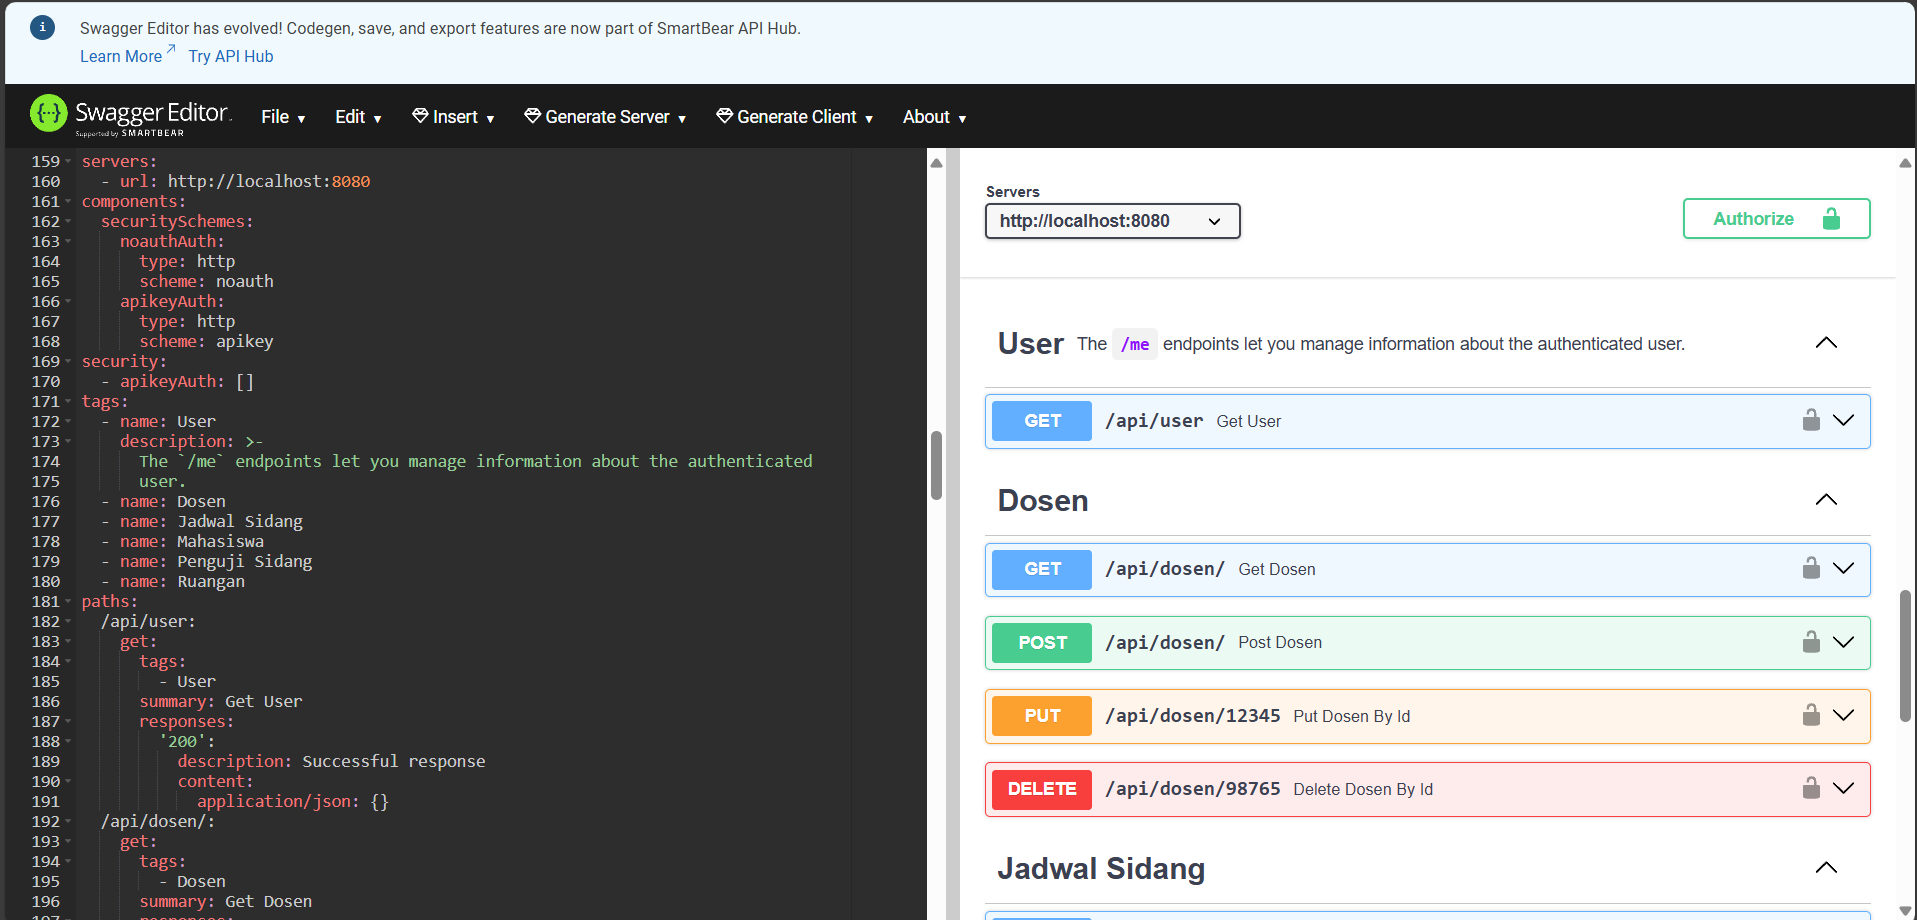 Swagger Editor has evolved! Codegen, save, and export features are now part of SmartBear API Hub.
Learn More Try API Hub
Swagger Editor. File Edit Insert Generate Server Generate Client About
Supported by SMARTBEAR
159 servers:
160 - url: http://localhost:8080
161 components:
162 securitySchemes:
163 noauthAuth:
164 type: http
165 scheme: noauth
166 apikeyAuth:
167 type: http
168 scheme: apikey
169 security:
170 - apikeyAuth: []
171 tags:
172 - name: User
173 description: >-
174 The `/me` endpoints let you manage information about the authenticated
175 user.
176 - name: Dosen
177 - name: Jadwal Sidang
178 - name: Mahasiswa
179 - name: Penguji Sidang
180 - name: Ruangan
181 paths:
182 /api/user:
183 get:
184 tags:
185 - User
186 summary: Get User
187 responses:
188 '200':
189 description: Successful response
190 content:
191 application/json: {}
192 /api/dosen/:
193 get:
194 tags:
195 - Dosen
196 summary: Get Dosen
197 responses:
Servers
http://localhost:8080
Authorize
User The /me endpoints let you manage information about the authenticated user.
GET /api/user Get User
Dosen
GET /api/dosen/ Get Dosen
POST /api/dosen/ Post Dosen
PUT /api/dosen/12345 Put Dosen By Id
DELETE /api/dosen/98765 Delete Dosen By Id
Jadwal Sidang